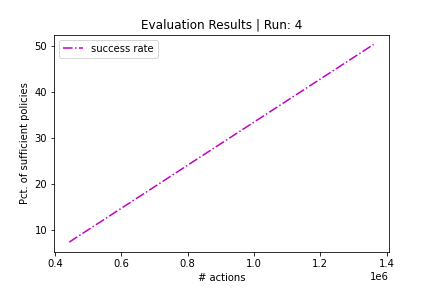 Evaluation Results | Run: 4
success rate
Pct. of sufficient policies
50
40
30
20
10
0.4 0.6 0.8 1.0 1.2 1.4
1e6
# actions